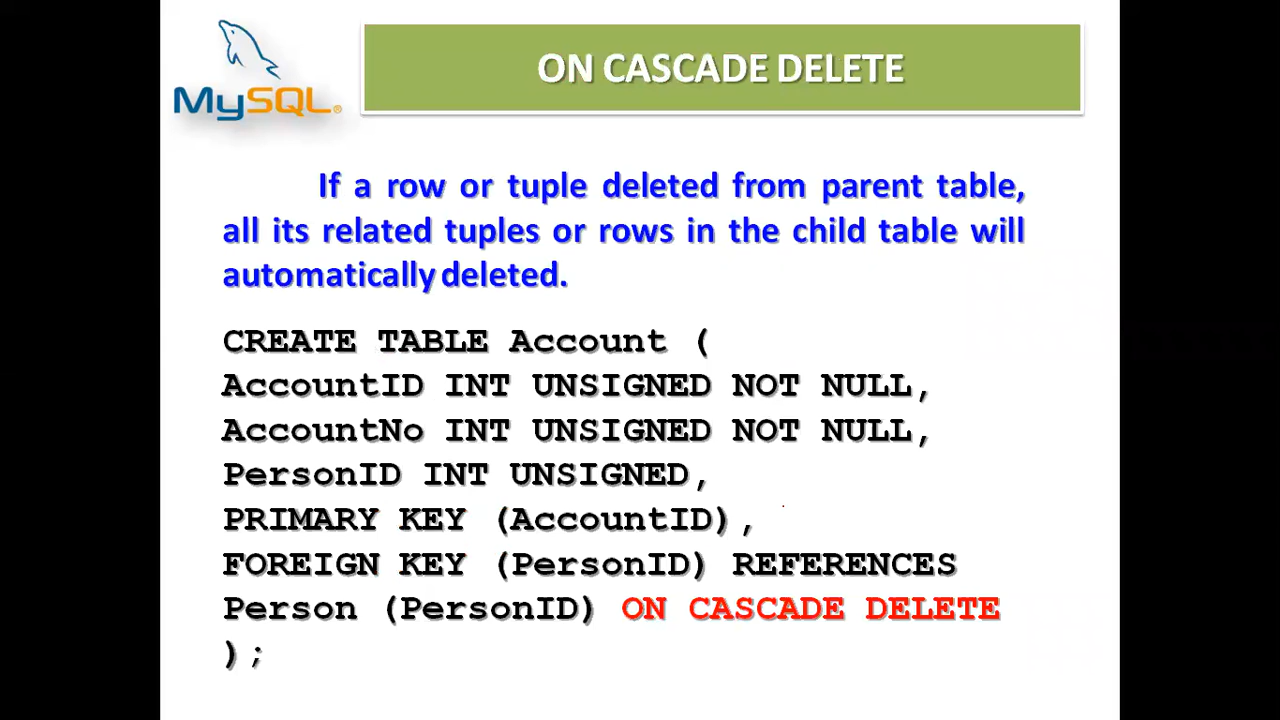 MySQL®
ON CASCADE DELETE
If a row or tuple deleted from parent table,
all its related tuples or rows in the child table will
automatically deleted.
CREATE TABLE Account (
AccountID INT UNSIGNED NOT NULL,
AccountNo INT UNSIGNED NOT NULL,
PersonID INT UNSIGNED,
PRIMARY KEY (AccountID),
FOREIGN KEY (PersonID) REFERENCES
Person (PersonID) ON CASCADE DELETE
);